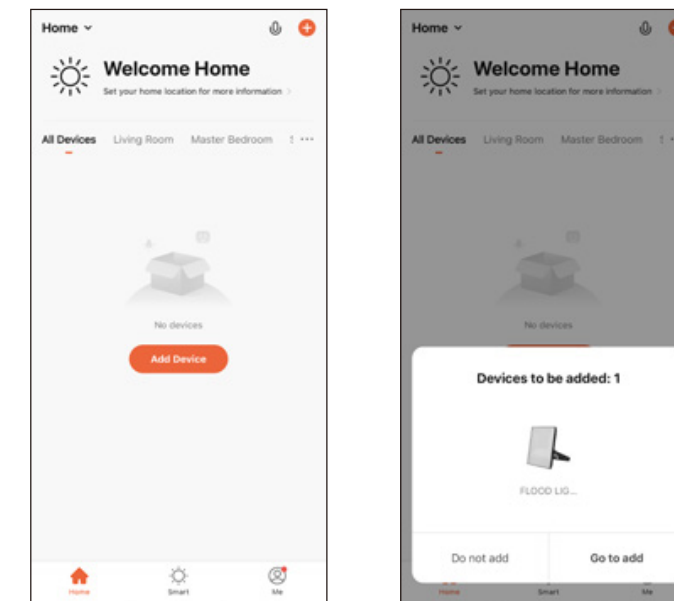 Home
Welcome Home
Set your home location for more information
All Devices Living Room Master Bedroom
No devices
Add Device
Home Smart Me
Home
Welcome Home
Set your home location for more information
All Devices Living Room Master Bedroom
No devices
Devices to be added: 1
FLOOD LIG...
Do not add Go to add
Home Smart Me